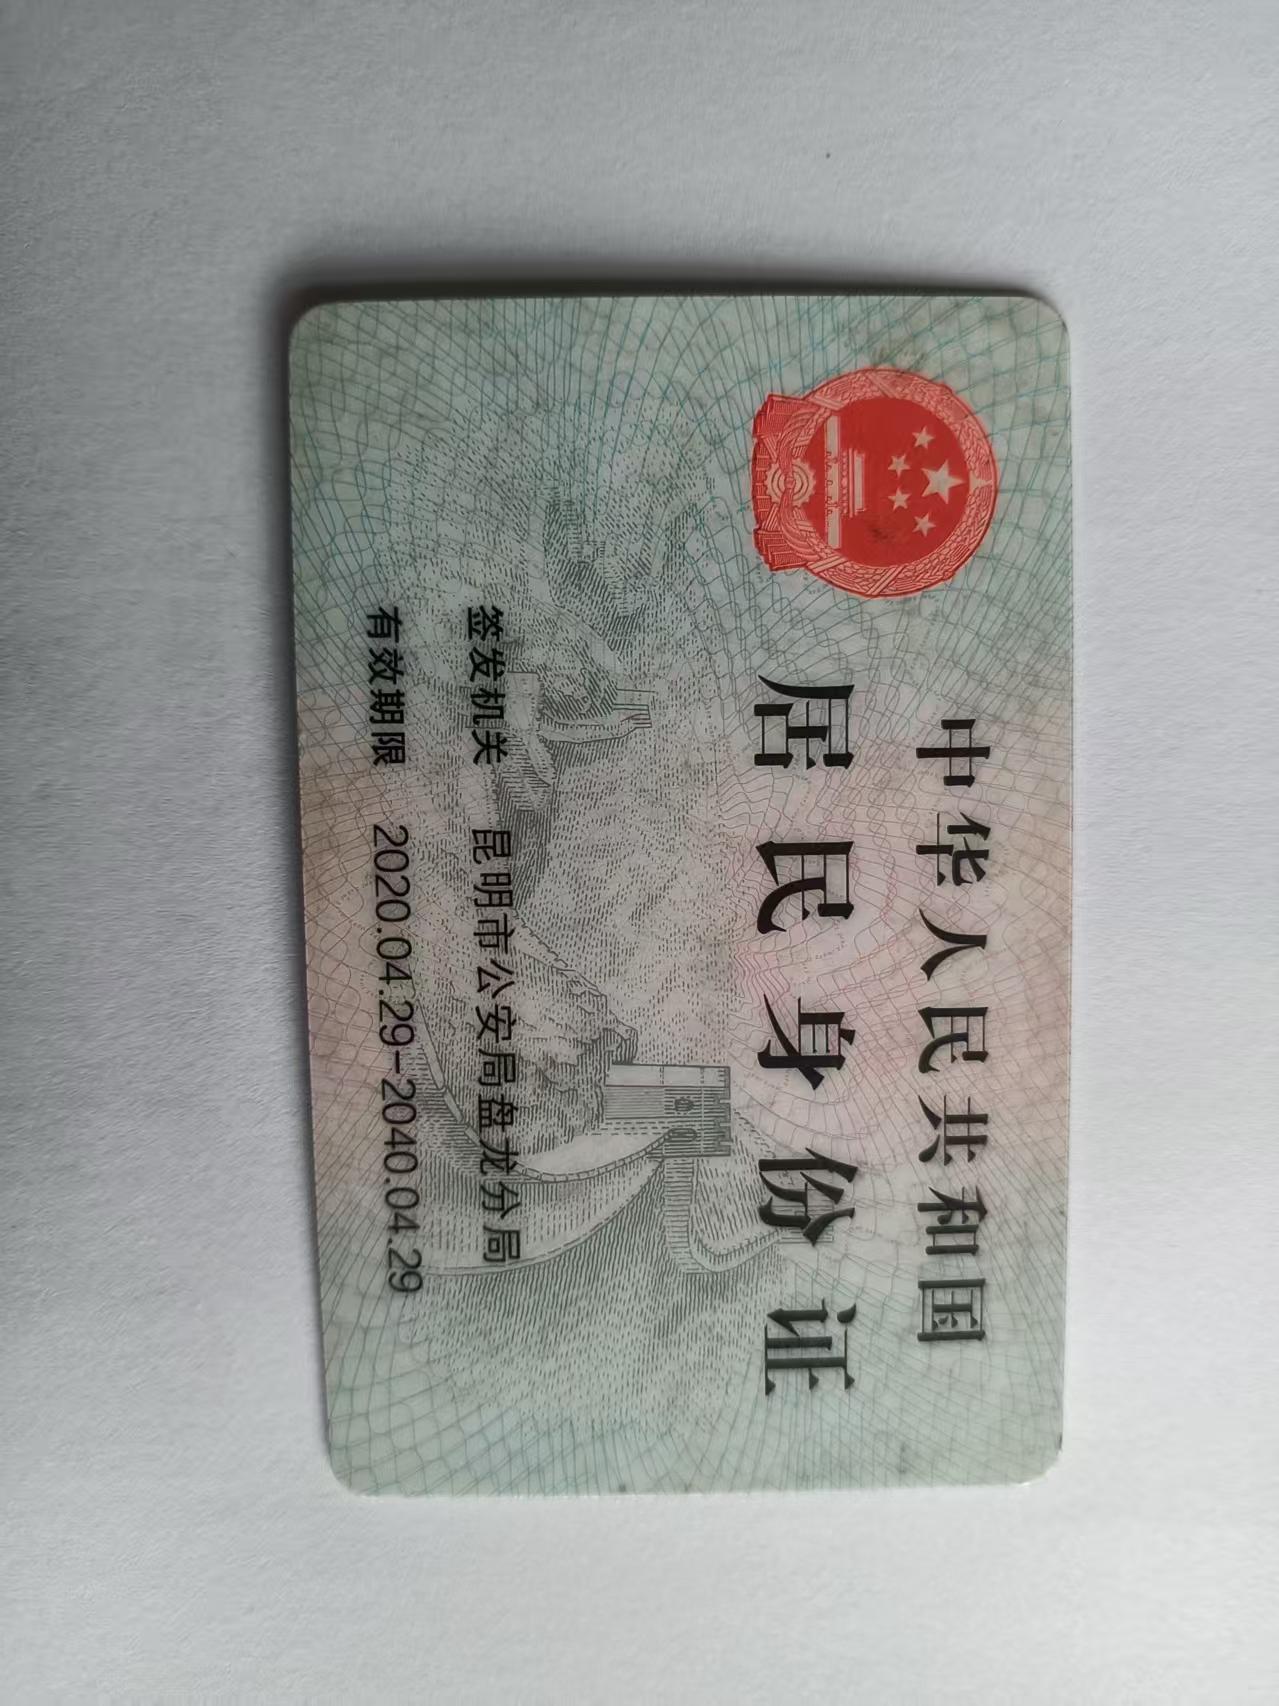 中华人民共和国
居民身份证
签发机关 昆明市公安局盘龙分局
有效期限 2020.04.29-2040.04.29